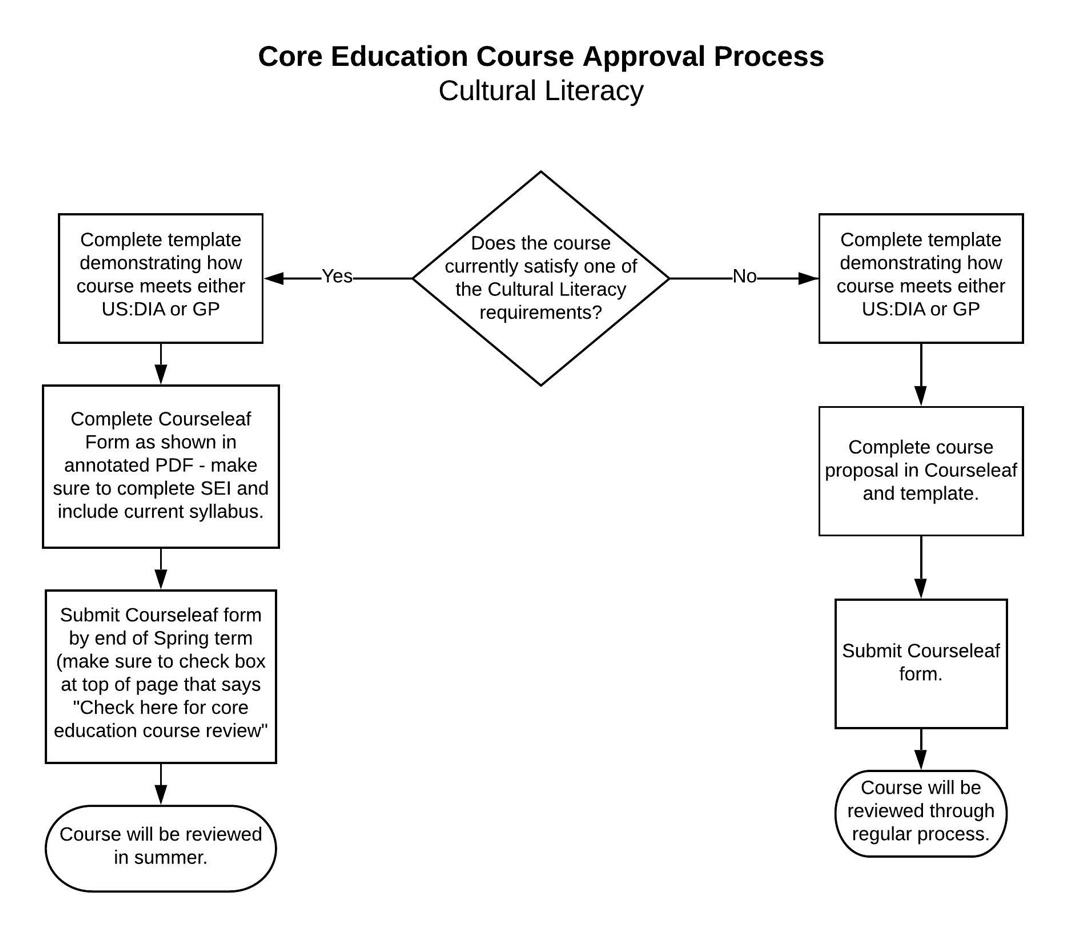 Core Education Course Approval Process
Cultural Literacy
Does the course
currently satisfy one of
the Cultural Literacy
requirements?
Yes
No
Complete template
demonstrating how
course meets either
US:DIA or GP
Complete Courseleaf
Form as shown in
annotated PDF - make
sure to complete SEI and
include current syllabus.
Submit Courseleaf form
by end of Spring term
(make sure to check box
at top of page that says
"Check here for core
education course review"
Course will be reviewed
in summer.
Complete template
demonstrating how
course meets either
US:DIA or GP
Complete course
proposal in Courseleaf
and template.
Submit Courseleaf
form.
Course will be
reviewed through
regular process.